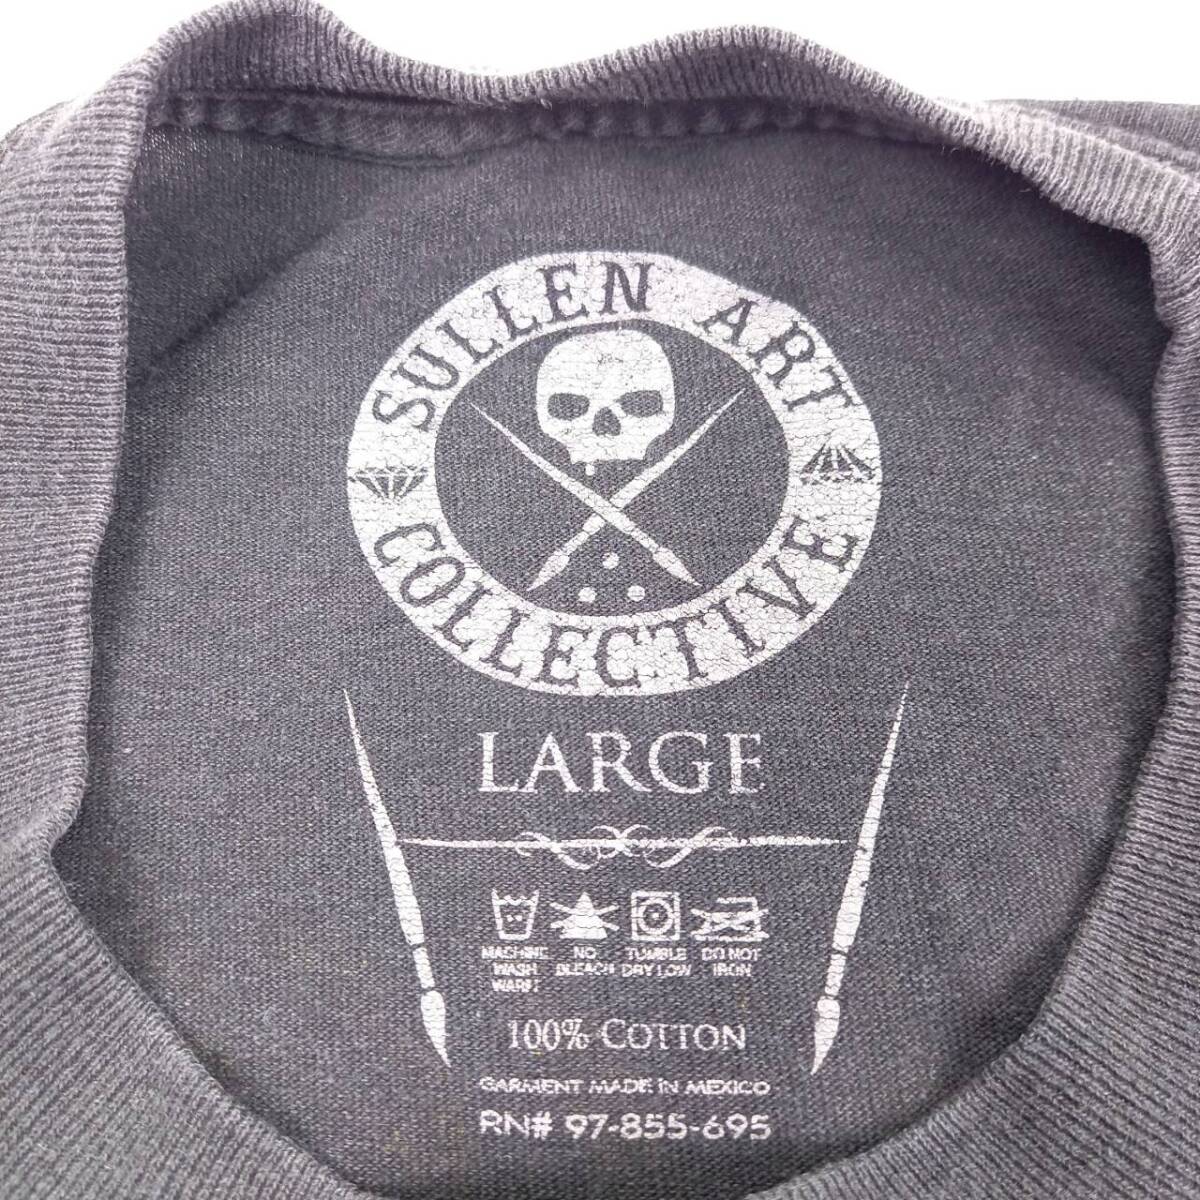 SULLEN ART
COLLECTIVE
LARGE
MACHINE WASH WARM
NO BLEACH
TUMBLE DRY LOW
DO NOT IRON
100% COTTON
GARMENT MADE IN MEXICO
RN# 97-855-695